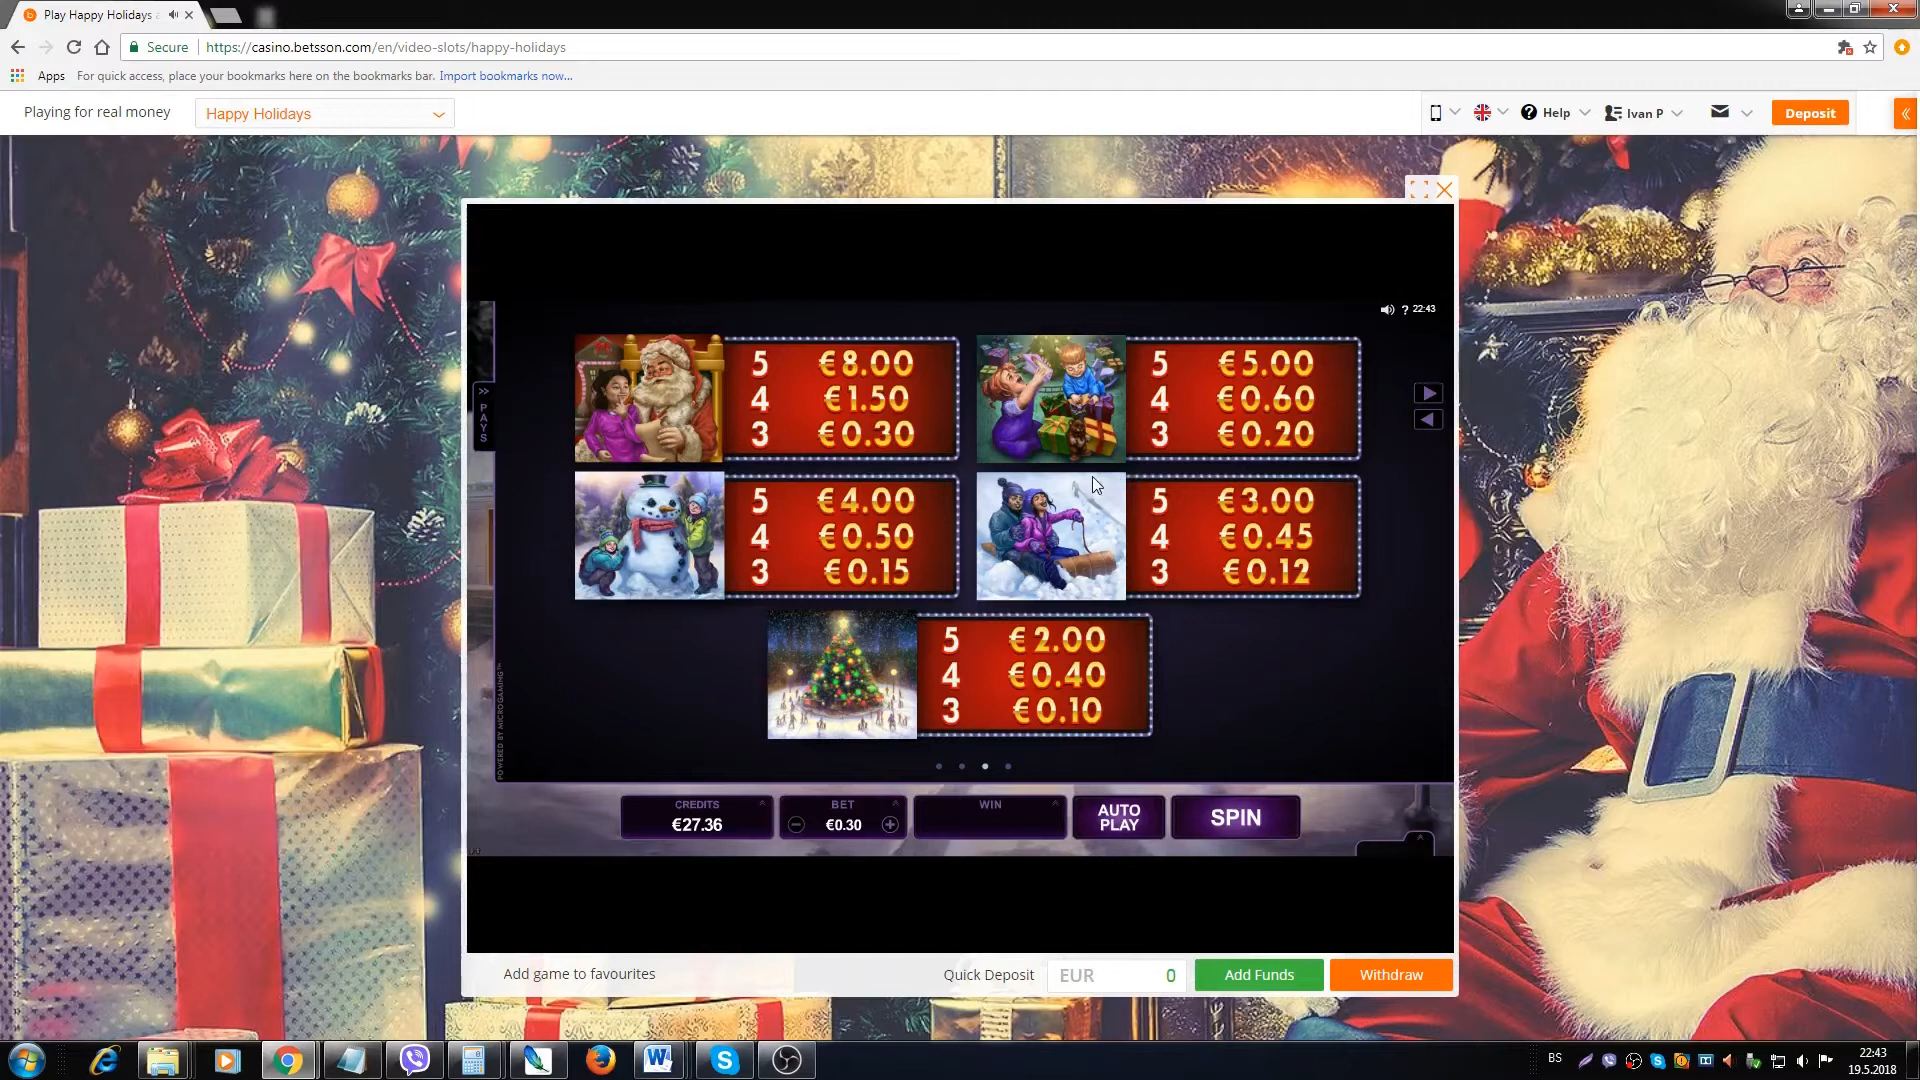 Play Happy Holidays
Secure
https://casino.betsson.com/en/video-slots/happy-holidays
Apps
For quick access, place your bookmarks here on the bookmarks bar. Import bookmarks now...
Playing for real money
Happy Holidays
Help
Ivan P
Deposit
? 22:43
>> PAYS
5 €8.00
4 €1.50
3 €0.30
5 €5.00
4 €0.60
3 €0.20
5 €4.00
4 €0.50
3 €0.15
5 €3.00
4 €0.45
3 €0.12
5 €2.00
4 €0.40
3 €0.10
POWERED BY MICROGAMING™
CREDITS
€27.36
BET
€0.30
WIN
AUTO
PLAY
SPIN
Add game to favourites
Quick Deposit
EUR 0
Add Funds
Withdraw
BS
22:43
19.5.2018